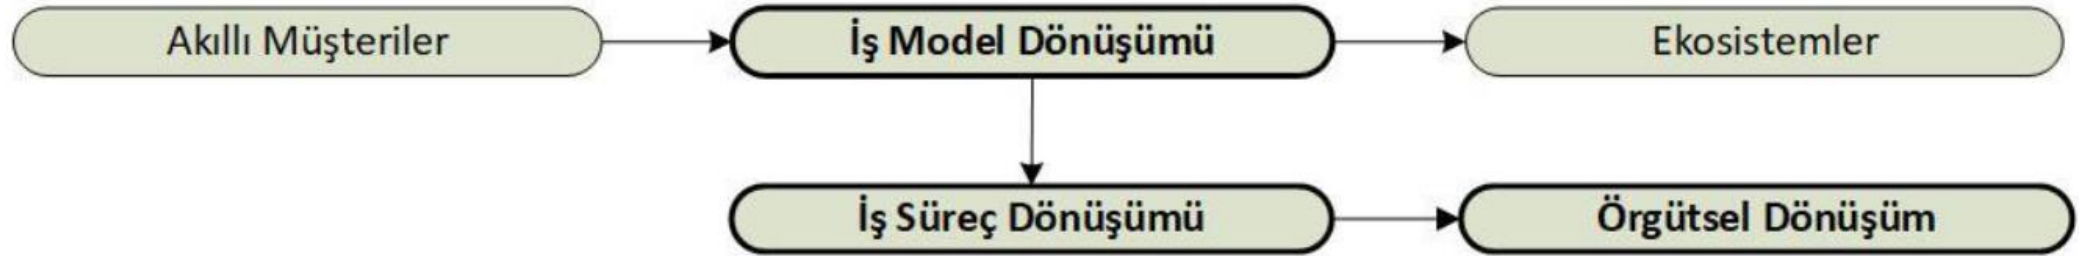 Akıllı Müşteriler
İş Model Dönüşümü
Ekosistemler
İş Süreç Dönüşümü
Örgütsel Dönüşüm